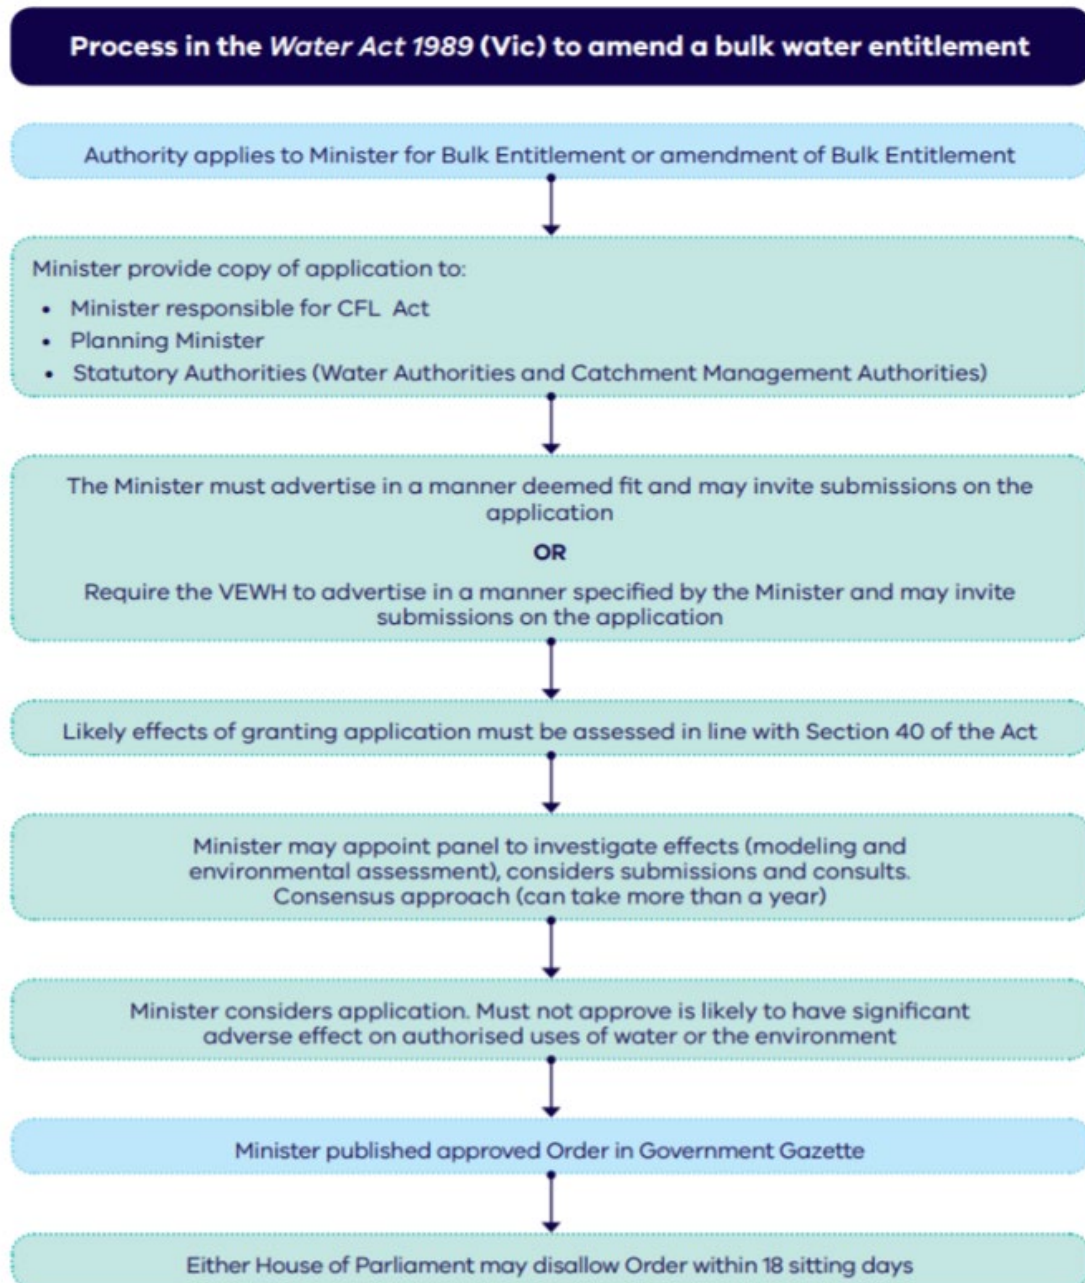 Process in the Water Act 1989 (Vic) to amend a bulk water entitlement
Authority applies to Minister for Bulk Entitlement or amendment of Bulk Entitlement
Minister provide copy of application to:
• Minister responsible for CFL Act
• Planning Minister
• Statutory Authorities (Water Authorities and Catchment Management Authorities)
The Minister must advertise in a manner deemed fit and may invite submissions on the
application
OR
Require the VEWH to advertise in a manner specified by the Minister and may invite
submissions on the application
Likely effects of granting application must be assessed in line with Section 40 of the Act
Minister may appoint panel to investigate effects (modeling and
environmental assessment), considers submissions and consults.
Consensus approach (can take more than a year)
Minister considers application. Must not approve is likely to have significant
adverse effect on authorised uses of water or the environment
Minister published approved Order in Government Gazette
Either House of Parliament may disallow Order within 18 sitting days